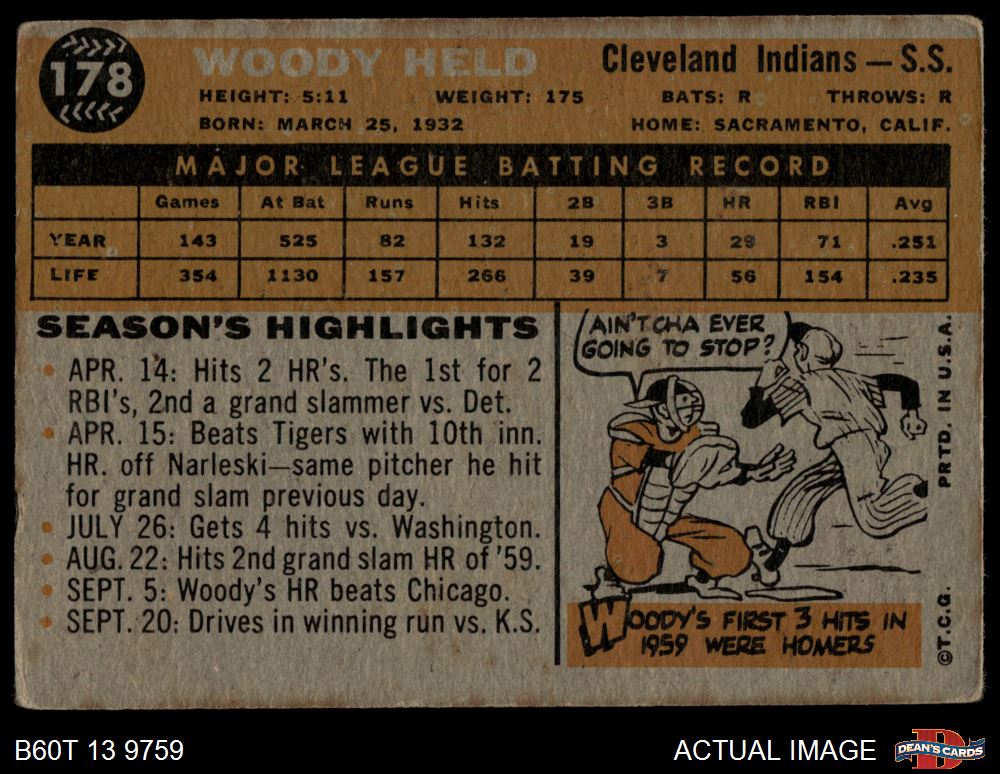 178
WOODY HELD
Cleveland Indians — S.S.
HEIGHT: 5:11 WEIGHT: 175 BATS: R THROWS: R
BORN: MARCH 25, 1932 HOME: SACRAMENTO, CALIF.
MAJOR LEAGUE BATTING RECORD
Games At Bat Runs Hits 2B 3B HR RBI Avg
YEAR 143 525 82 132 19 3 29 71 .251
LIFE 354 1130 157 266 39 7 56 154 .235
SEASON'S HIGHLIGHTS
• APR. 14: Hits 2 HR's. The 1st for 2
RBI's, 2nd a grand slammer vs. Det.
• APR. 15: Beats Tigers with 10th inn.
HR. off Narleski—same pitcher he hit
for grand slam previous day.
• JULY 26: Gets 4 hits vs. Washington.
• AUG. 22: Hits 2nd grand slam HR of '59.
• SEPT. 5: Woody's HR beats Chicago.
• SEPT. 20: Drives in winning run vs. K.S.
AIN'TCHA EVER
GOING TO STOP?
WOODY'S FIRST 3 HITS IN
1959 WERE HOMERS
©T.C.G. PRTD. IN U.S.A.
B60T 13 9759
ACTUAL IMAGE
DEAN'S CARDS